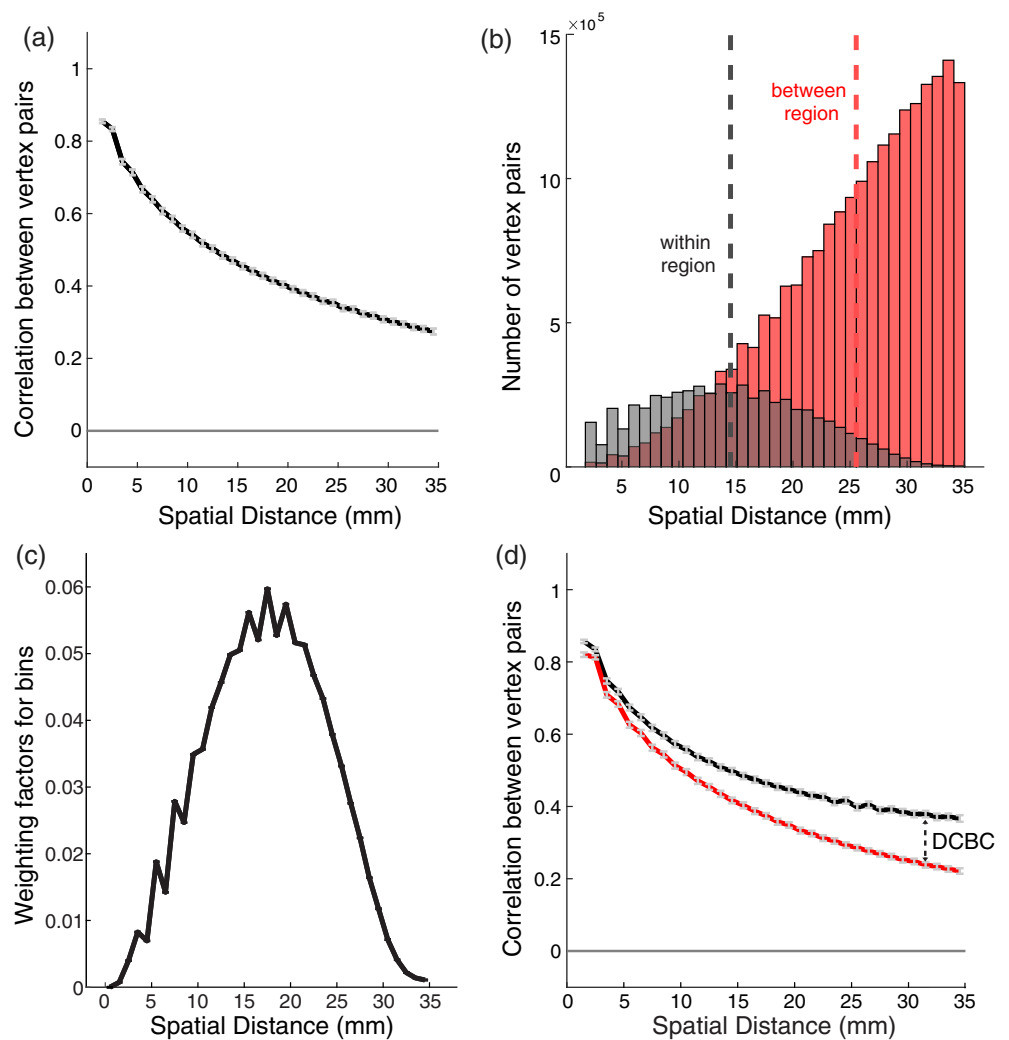 (a)
Correlation between vertex pairs
1
0.8
0.6
0.4
0.2
0
0 5 10 15 20 25 30 35
Spatial Distance (mm)
(b)
×10⁵
Number of vertex pairs
15
10
5
0
between
region
within
region
5 15 20 25 30 35
Spatial Distance (mm)
(c)
Weighting factors for bins
0.06
0.05
0.04
0.03
0.02
0.01
0
0 5 10 15 20 25 30 35
Spatial Distance (mm)
(d)
Correlation between vertex pairs
1
0.8
0.6
0.4
0.2
0
DCBC
0 5 10 15 20 25 30 35
Spatial Distance (mm)